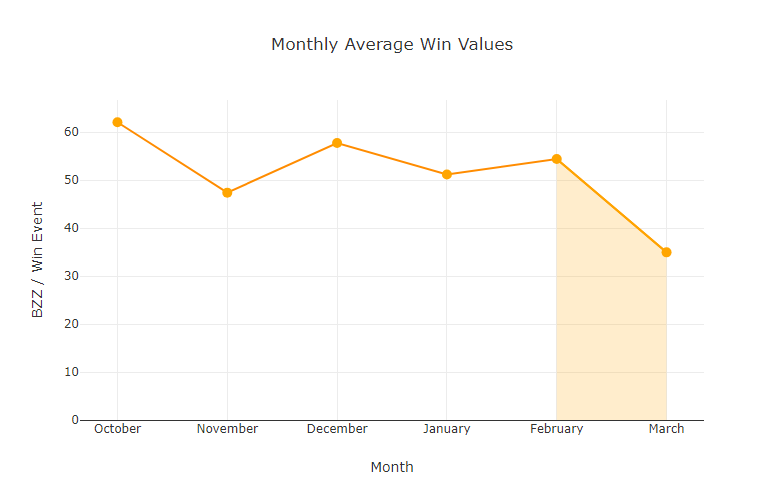 Monthly Average Win Values
BZZ / Win Event
60
50
40
30
20
10
0
October November December January February March
Month